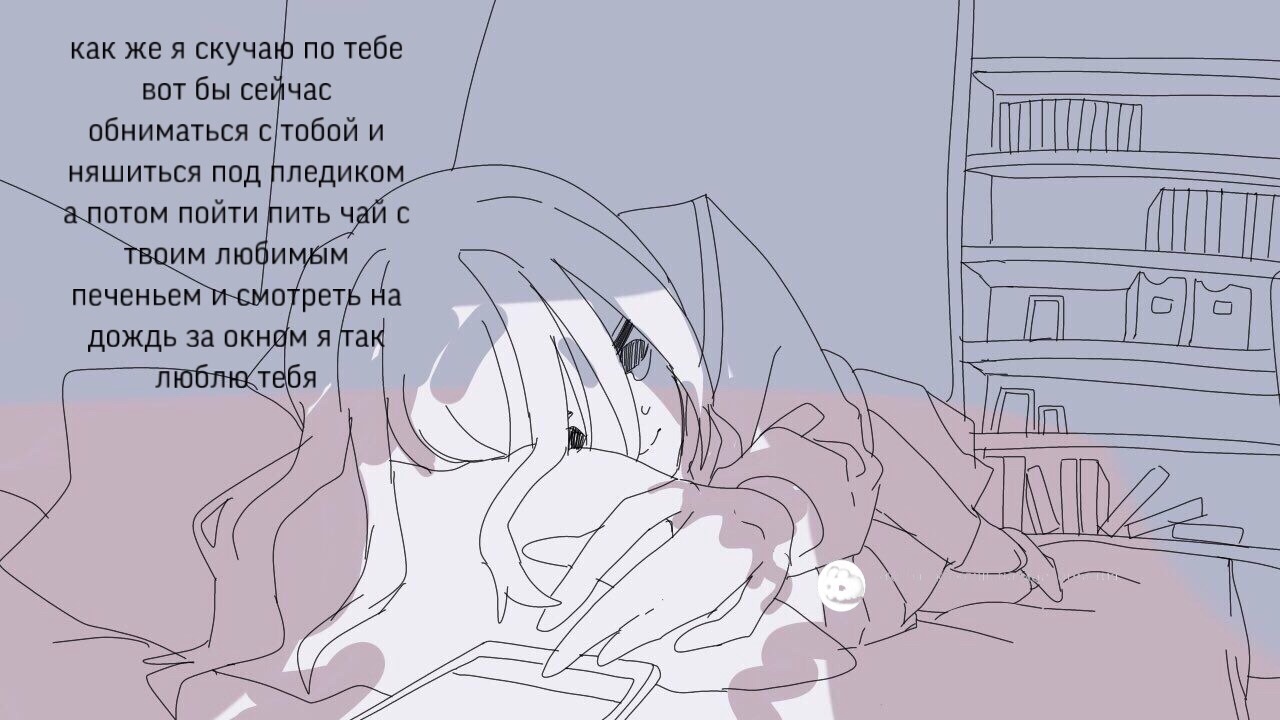 как же я скучаю по тебе
вот бы сейчас
обниматься с тобой и
няшиться под пледиком
а потом пойти пить чай с
твоим любимым
печеньем и смотреть на
дождь за окном я так
люблю тебя